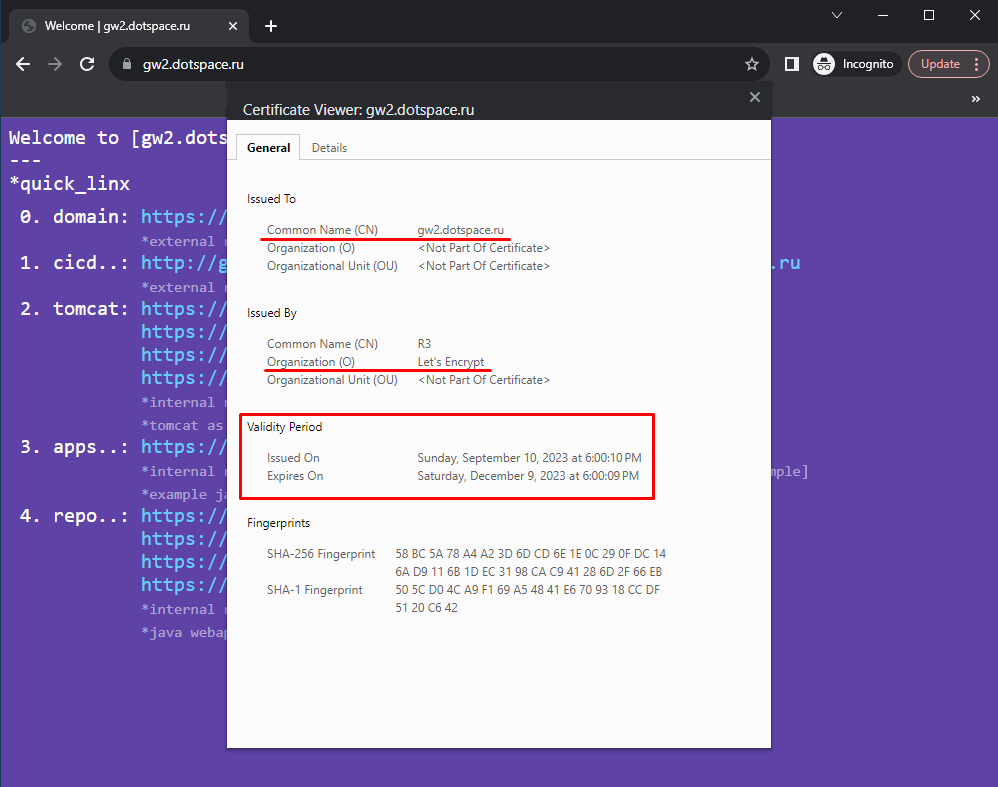 Welcome | gw2.dotspace.ru
gw2.dotspace.ru
Incognito
Update
»
Certificate Viewer: gw2.dotspace.ru
General
Details
Issued To
Common Name (CN) gw2.dotspace.ru
Organization (O) <Not Part Of Certificate>
Organizational Unit (OU) <Not Part Of Certificate>
Issued By
Common Name (CN) R3
Organization (O) Let's Encrypt
Organizational Unit (OU) <Not Part Of Certificate>
Validity Period
Issued On Sunday, September 10, 2023 at 6:00:10 PM
Expires On Saturday, December 9, 2023 at 6:00:09 PM
Fingerprints
SHA-256 Fingerprint 58 BC 5A 78 A4 A2 3D 6D CD 6E 1E 0C 29 0F DC 14
6A D9 11 6B 1D EC 31 98 CA C9 41 28 6D 2F 66 EB
SHA-1 Fingerprint 50 5C D0 4C A9 F1 69 A5 48 41 E6 70 93 18 CC DF
51 20 C6 42
Welcome to [gw2.dots
---
*quick_linx
0. domain: https://
*external
1. cicd..: http://g .ru
*external
2. tomcat: https://
https://
https://
https://
*internal
*tomcat as
3. apps..: https://
*internal mple]
*example ja
4. repo..: https://
https://
https://
https://
*internal
*java webap